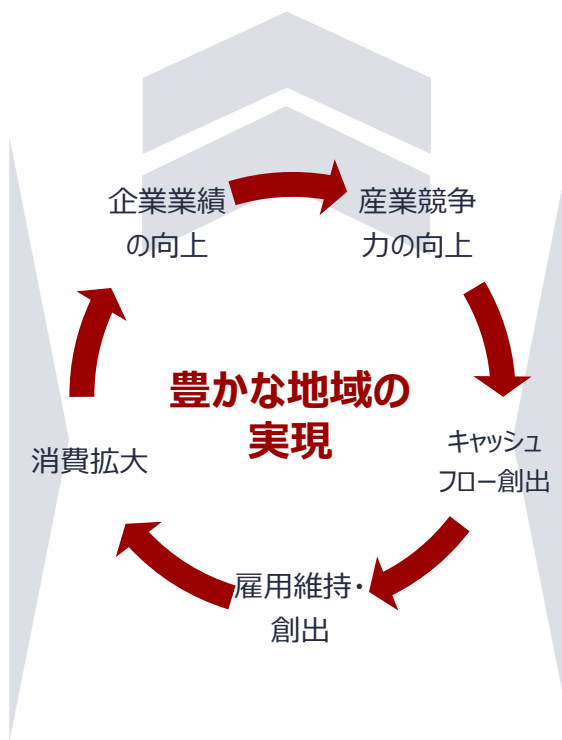 企業業績
の向上
産業競争
力の向上
豊かな地域の
実現
キャッシュ
フロー創出
消費拡大
雇用維持・
創出